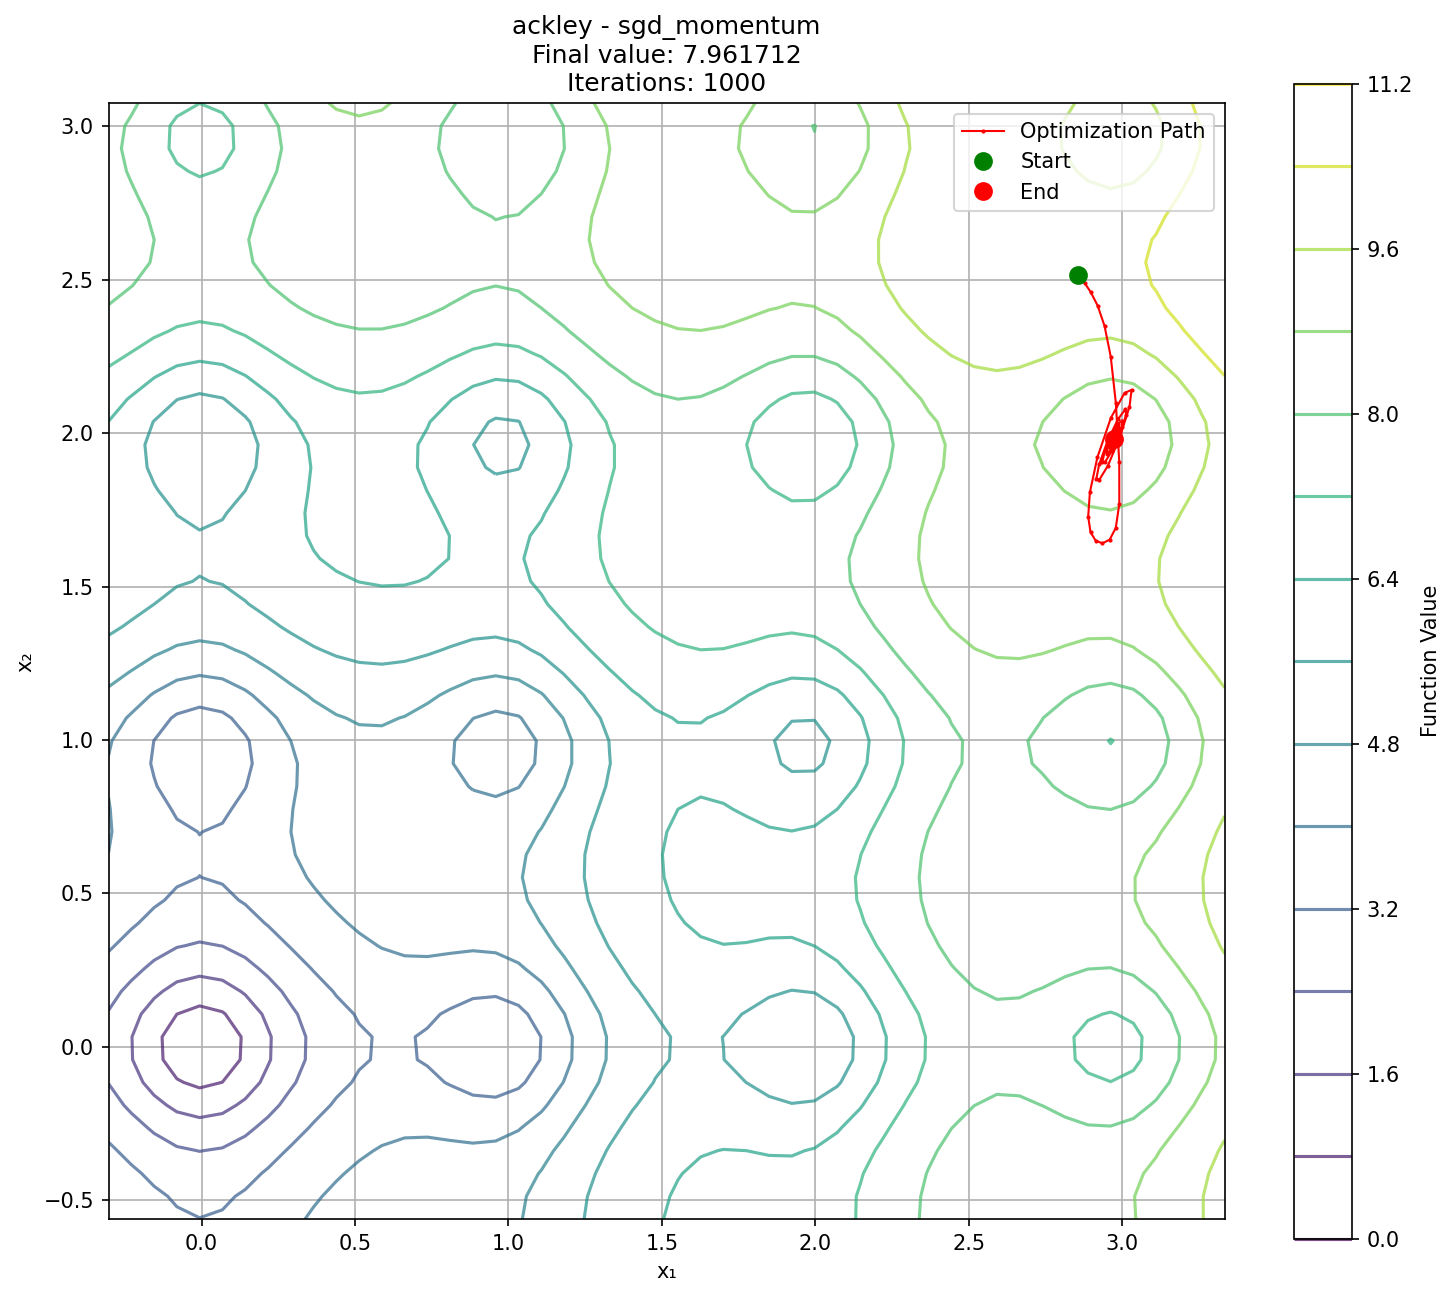 ackley - sgd_momentum
Final value: 7.961712
Iterations: 1000
Optimization Path
Start
End
3.0
2.5
2.0
1.5
1.0
0.5
0.0
−0.5
x₂
0.0 0.5 1.0 1.5 2.0 2.5 3.0
x₁
11.2
9.6
8.0
6.4
4.8
3.2
1.6
0.0
Function Value